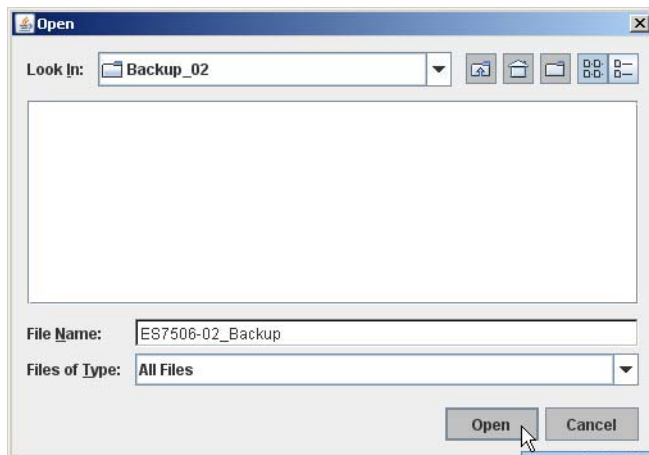 Open
Look In: Backup_02
File Name: ES7506-02_Backup
Files of Type: All Files
Open Cancel